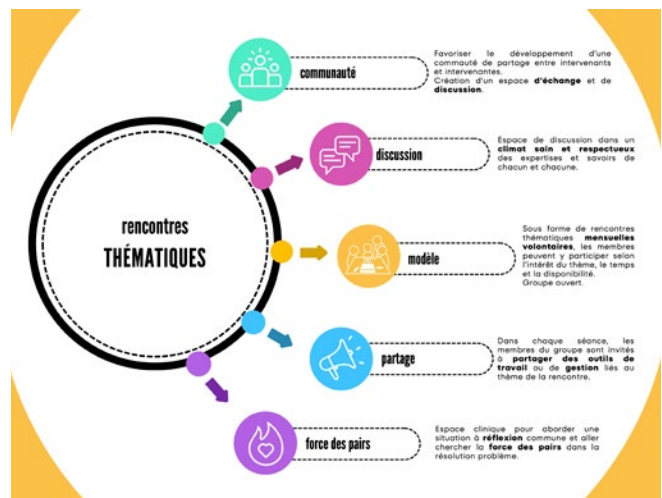 rencontres
THÉMATIQUES
communauté
Favoriser le développement d'une
commauté de partage entre intervenants
et intervenantes.
Création d'un espace d'échange et de
discussion.
discussion
Espace de discussion dans un
climat sain et respectueux
des expertises et savoirs de
chacun et chacune.
modèle
Sous forme de rencontres
thématiques mensuelles
volontaires, les membres
peuvent y participer selon
l'intérêt du thème, le temps
et la disponibilité.
Groupe ouvert.
partage
Dans chaque séance, les
membres du groupe sont invités
à partager des outils de
travail ou de gestion liés au
thème de la rencontre.
force des pairs
Espace clinique pour aborder une
situation à réflexion commune et aller
chercher la force des pairs dans la
résolution problème.